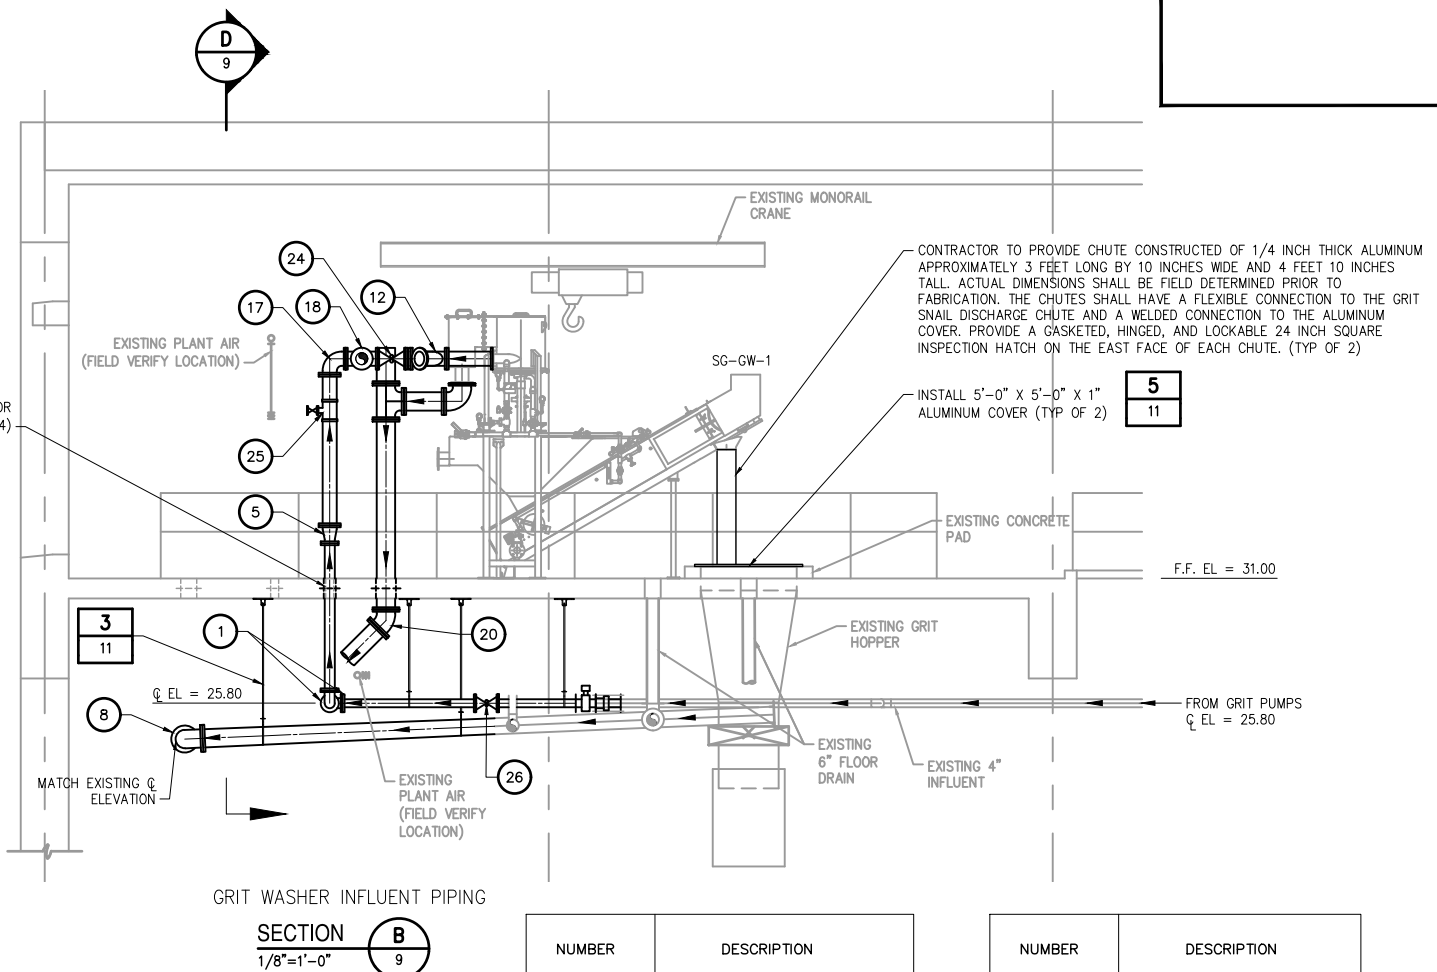 D
9
EXISTING MONORAIL
CRANE
CONTRACTOR TO PROVIDE CHUTE CONSTRUCTED OF 1/4 INCH THICK ALUMINUM
APPROXIMATELY 3 FEET LONG BY 10 INCHES WIDE AND 4 FEET 10 INCHES
TALL. ACTUAL DIMENSIONS SHALL BE FIELD DETERMINED PRIOR TO
FABRICATION. THE CHUTES SHALL HAVE A FLEXIBLE CONNECTION TO THE GRIT
SNAIL DISCHARGE CHUTE AND A WELDED CONNECTION TO THE ALUMINUM
COVER. PROVIDE A GASKETED, HINGED, AND LOCKABLE 24 INCH SQUARE
INSPECTION HATCH ON THE EAST FACE OF EACH CHUTE. (TYP OF 2)
24
17
18
12
EXISTING PLANT AIR
(FIELD VERIFY LOCATION)
SG-GW-1
INSTALL 5'-0" X 5'-0" X 1"
ALUMINUM COVER (TYP OF 2)
5
11
OR
4)
25
5
EXISTING CONCRETE
PAD
F.F. EL = 31.00
3
11
1
20
EXISTING GRIT
HOPPER
℄ EL = 25.80
8
FROM GRIT PUMPS
℄ EL = 25.80
MATCH EXISTING ℄
ELEVATION
EXISTING
PLANT AIR
(FIELD VERIFY
LOCATION)
26
EXISTING
6" FLOOR
DRAIN
EXISTING 4"
INFLUENT
GRIT WASHER INFLUENT PIPING
SECTION
1/8"=1'-0"
B
9
NUMBER
DESCRIPTION
NUMBER
DESCRIPTION